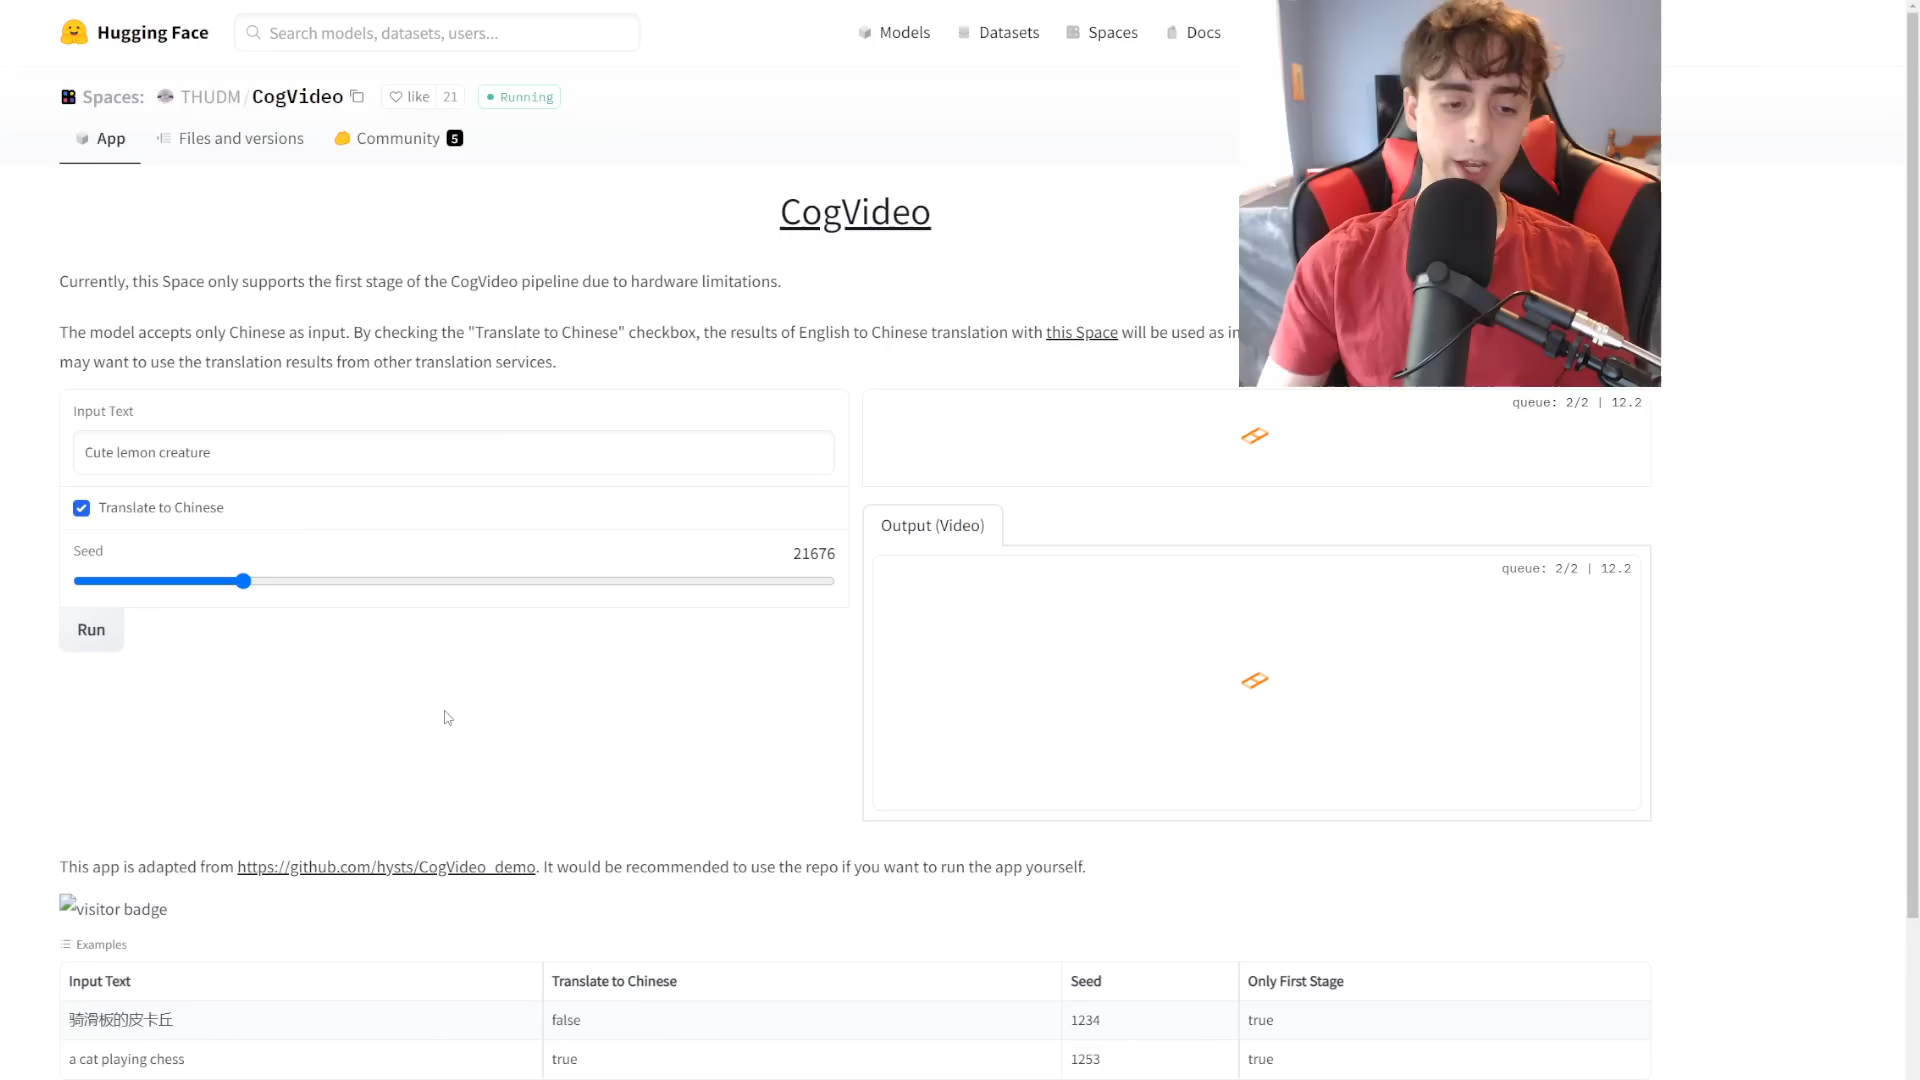 Hugging Face
Search models, datasets, users...
Models
Datasets
Spaces
Docs
Spaces:
THUDM/CogVideo
like
21
Running
App
Files and versions
Community
5
CogVideo
Currently, this Space only supports the first stage of the CogVideo pipeline due to hardware limitations.
The model accepts only Chinese as input. By checking the "Translate to Chinese" checkbox, the results of English to Chinese translation with this Space will be used as in
may want to use the translation results from other translation services.
Input Text
Cute lemon creature
Translate to Chinese
Seed
21676
Run
queue: 2/2 | 12.2
Output (Video)
queue: 2/2 | 12.2
This app is adapted from https://github.com/hysts/CogVideo_demo. It would be recommended to use the repo if you want to run the app yourself.
visitor badge
Examples
Input Text
Translate to Chinese
Seed
Only First Stage
骑滑板的皮卡丘
false
1234
true
a cat playing chess
true
1253
true